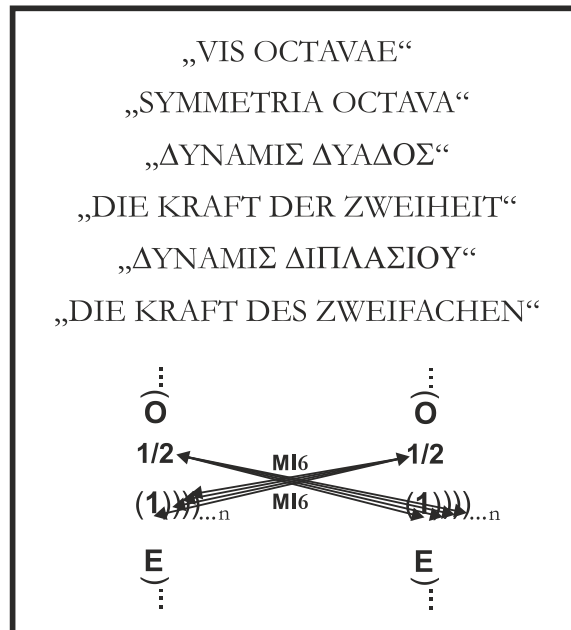 „VIS OCTAVAE“
„SYMMETRIA OCTAVA“
„ΔΥΝΑΜΙΣ ΔΥΑΔΟΣ“
„DIE KRAFT DER ZWEIHEIT“
„ΔΥΝΑΜΙΣ ΔΙΠΛΑΣΙΟΥ“
„DIE KRAFT DES ZWEIFACHEN“
O O
1/2 MI6 1/2
(1))))...n MI6 (1))))...n
E E